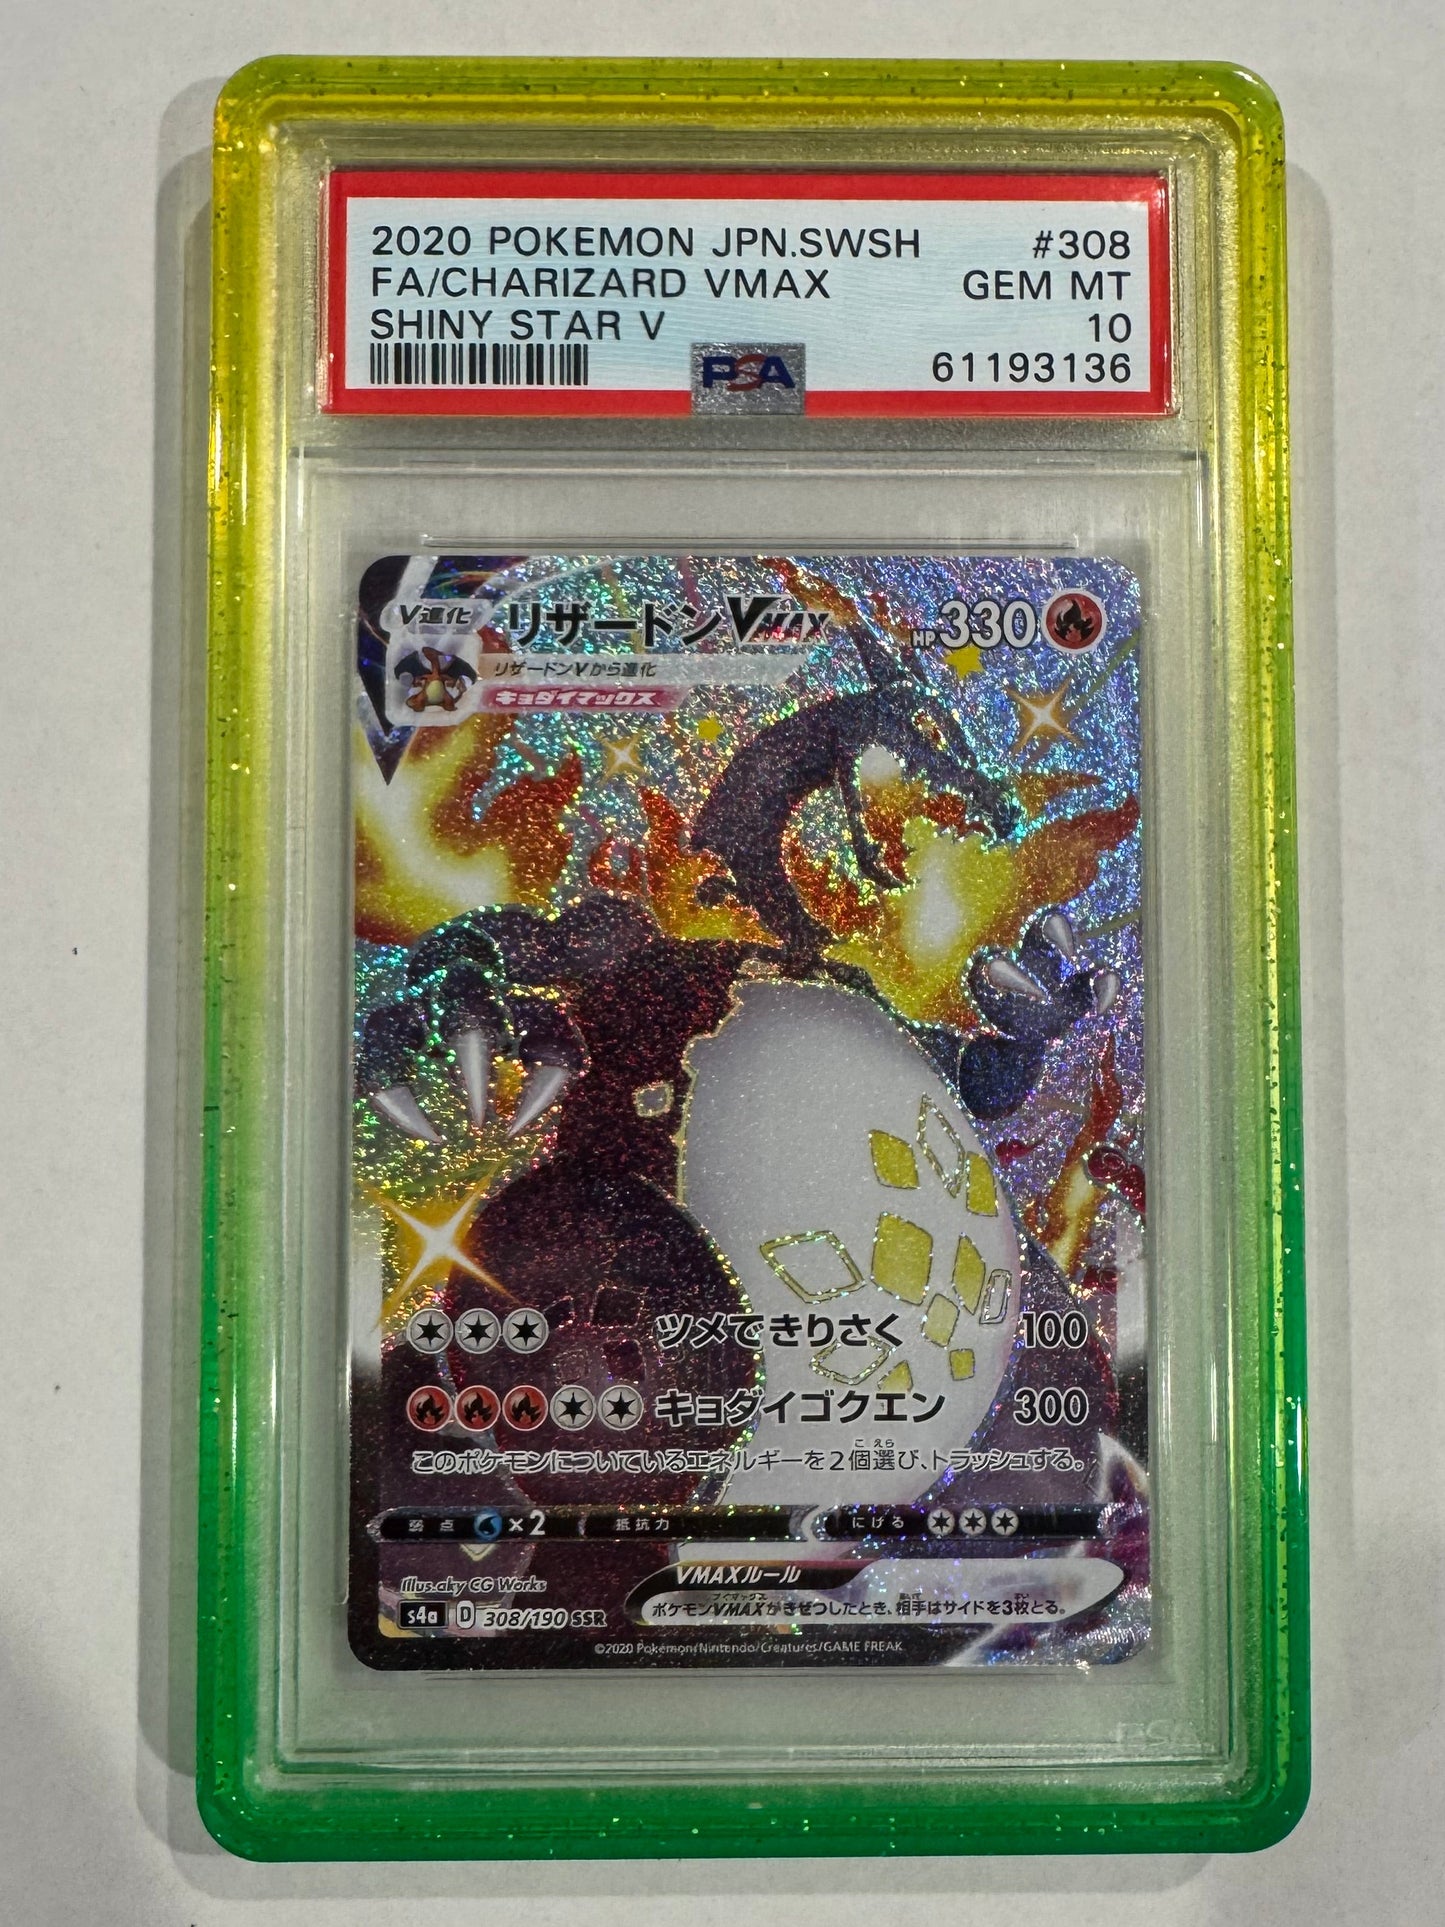 2020 POKEMON JPN.SWSH #308
FA/CHARIZARD VMAX GEM MT
SHINY STAR V 10
PSA 61193136
V進化 リザードンVMAX HP330
リザードンVから進化
キョダイマックス
ツメできりさく 100
キョダイゴクエン 300
このポケモンについているエネルギーを2個選び、トラッシュする。
弱点 ×2 抵抗力 にげる
VMAXルール
ポケモンVMAXがきぜつしたとき、相手はサイドを3枚とる。
Illus.aky CG Works
s4a D 308/190 SSR
©2020 Pokémon/Nintendo/Creatures/GAME FREAK